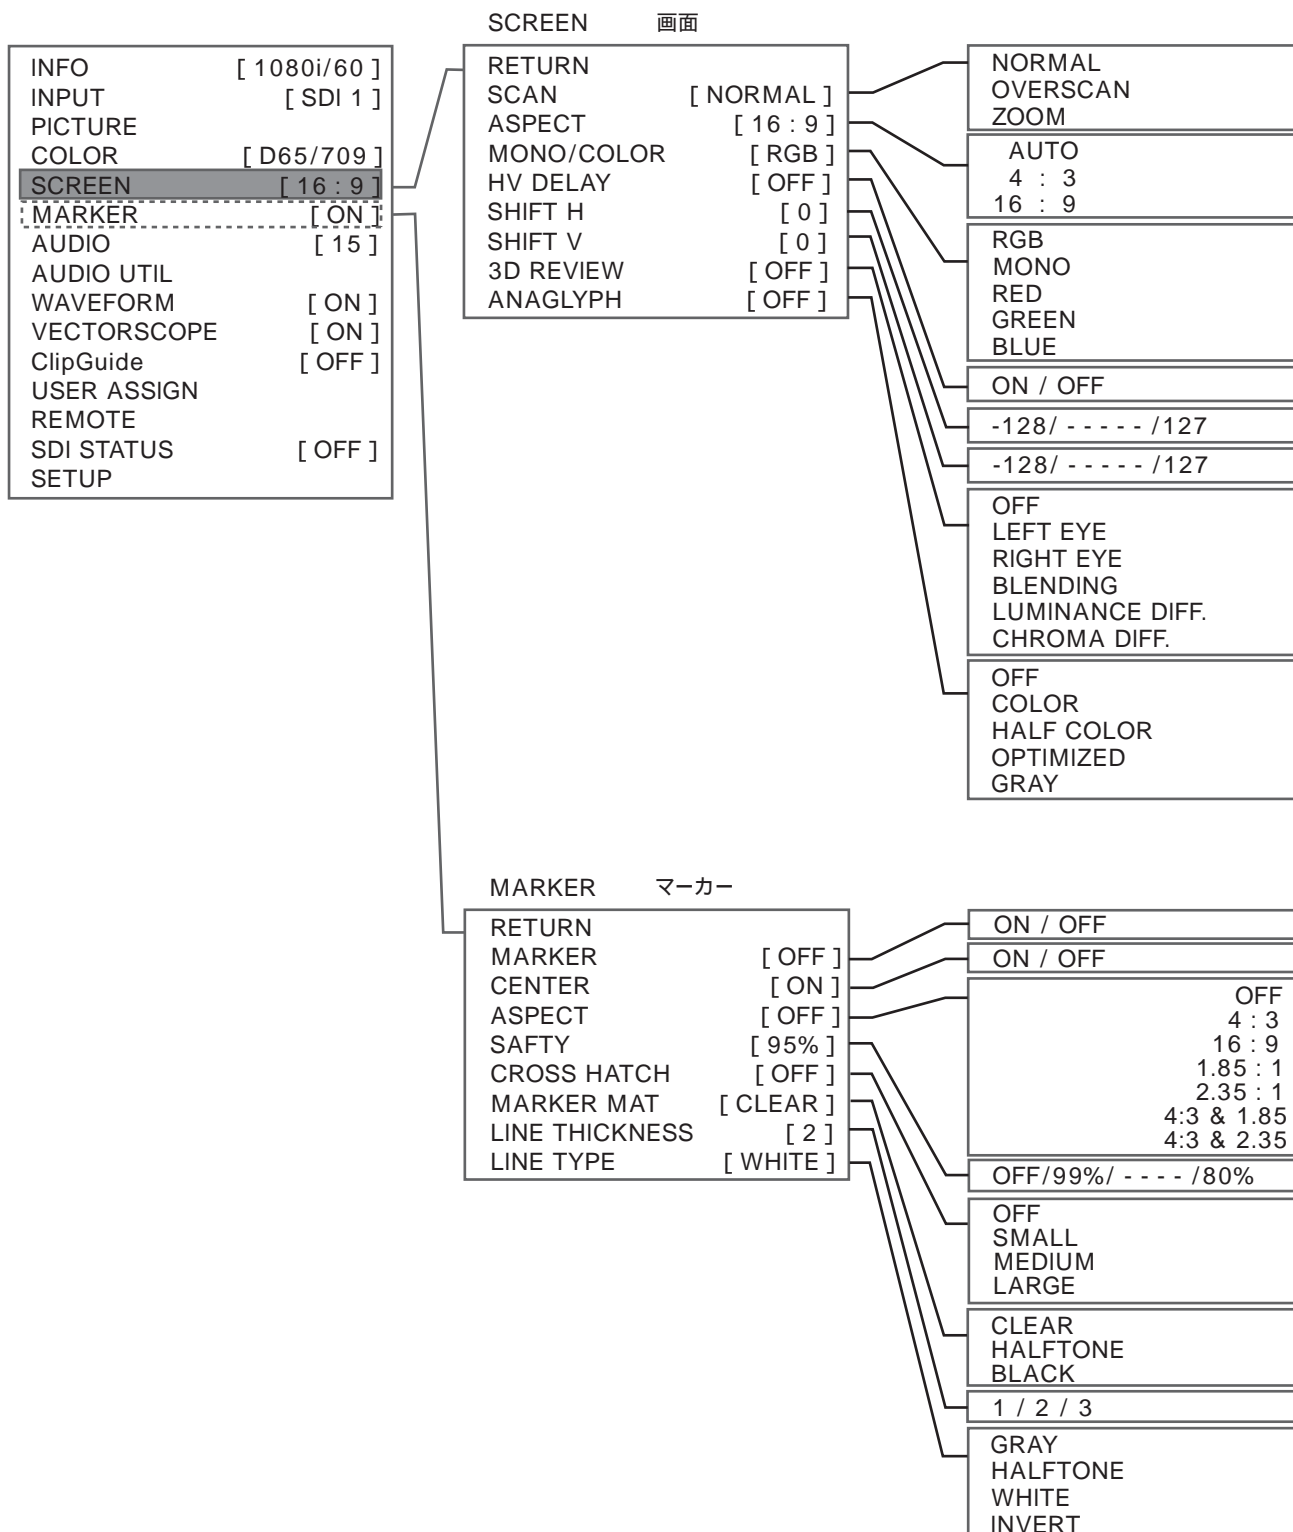 SCREEN 画面
INFO [ 1080i/60 ]
INPUT [ SDI 1 ]
PICTURE
COLOR [ D65/709 ]
SCREEN [ 16 : 9 ]
MARKER [ ON ]
AUDIO [ 15 ]
AUDIO UTIL
WAVEFORM [ ON ]
VECTORSCOPE [ ON ]
ClipGuide [ OFF ]
USER ASSIGN
REMOTE
SDI STATUS [ OFF ]
SETUP
RETURN
SCAN [ NORMAL ]
ASPECT [ 16 : 9 ]
MONO/COLOR [ RGB ]
HV DELAY [ OFF ]
SHIFT H [ 0 ]
SHIFT V [ 0 ]
3D REVIEW [ OFF ]
ANAGLYPH [ OFF ]
NORMAL
OVERSCAN
ZOOM
AUTO
4 : 3
16 : 9
RGB
MONO
RED
GREEN
BLUE
ON / OFF
-128/ - - - - - /127
-128/ - - - - - /127
OFF
LEFT EYE
RIGHT EYE
BLENDING
LUMINANCE DIFF.
CHROMA DIFF.
OFF
COLOR
HALF COLOR
OPTIMIZED
GRAY
MARKER マーカー
RETURN
MARKER [ OFF ]
CENTER [ ON ]
ASPECT [ OFF ]
SAFTY [ 95% ]
CROSS HATCH [ OFF ]
MARKER MAT [ CLEAR ]
LINE THICKNESS [ 2 ]
LINE TYPE [ WHITE ]
ON / OFF
ON / OFF
OFF
4 : 3
16 : 9
1.85 : 1
2.35 : 1
4:3 & 1.85
4:3 & 2.35
OFF/99%/ - - - - /80%
OFF
SMALL
MEDIUM
LARGE
CLEAR
HALFTONE
BLACK
1 / 2 / 3
GRAY
HALFTONE
WHITE
INVERT